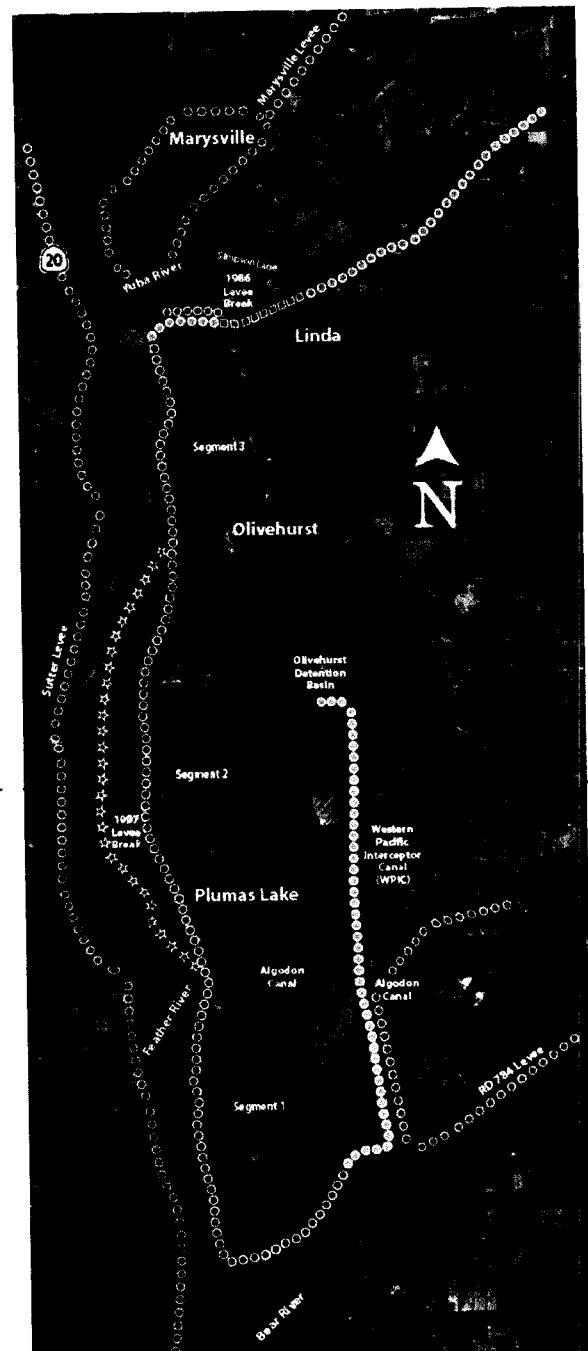 Marysville Levee
Marysville
20
Yuba River
Simpson Lane
1986
Levee
Break
Linda
Segment 3
Olivehurst
N
Sutter Levee
Olivehurst
Detention
Basin
Segment 2
1997
Levee
Break
Western
Pacific
Interceptor
Canal
(WPIC)
Plumas Lake
Algodon
Canal
Algodon
Canal
Feather River
RD 784 Levee
Segment 1
Bear River